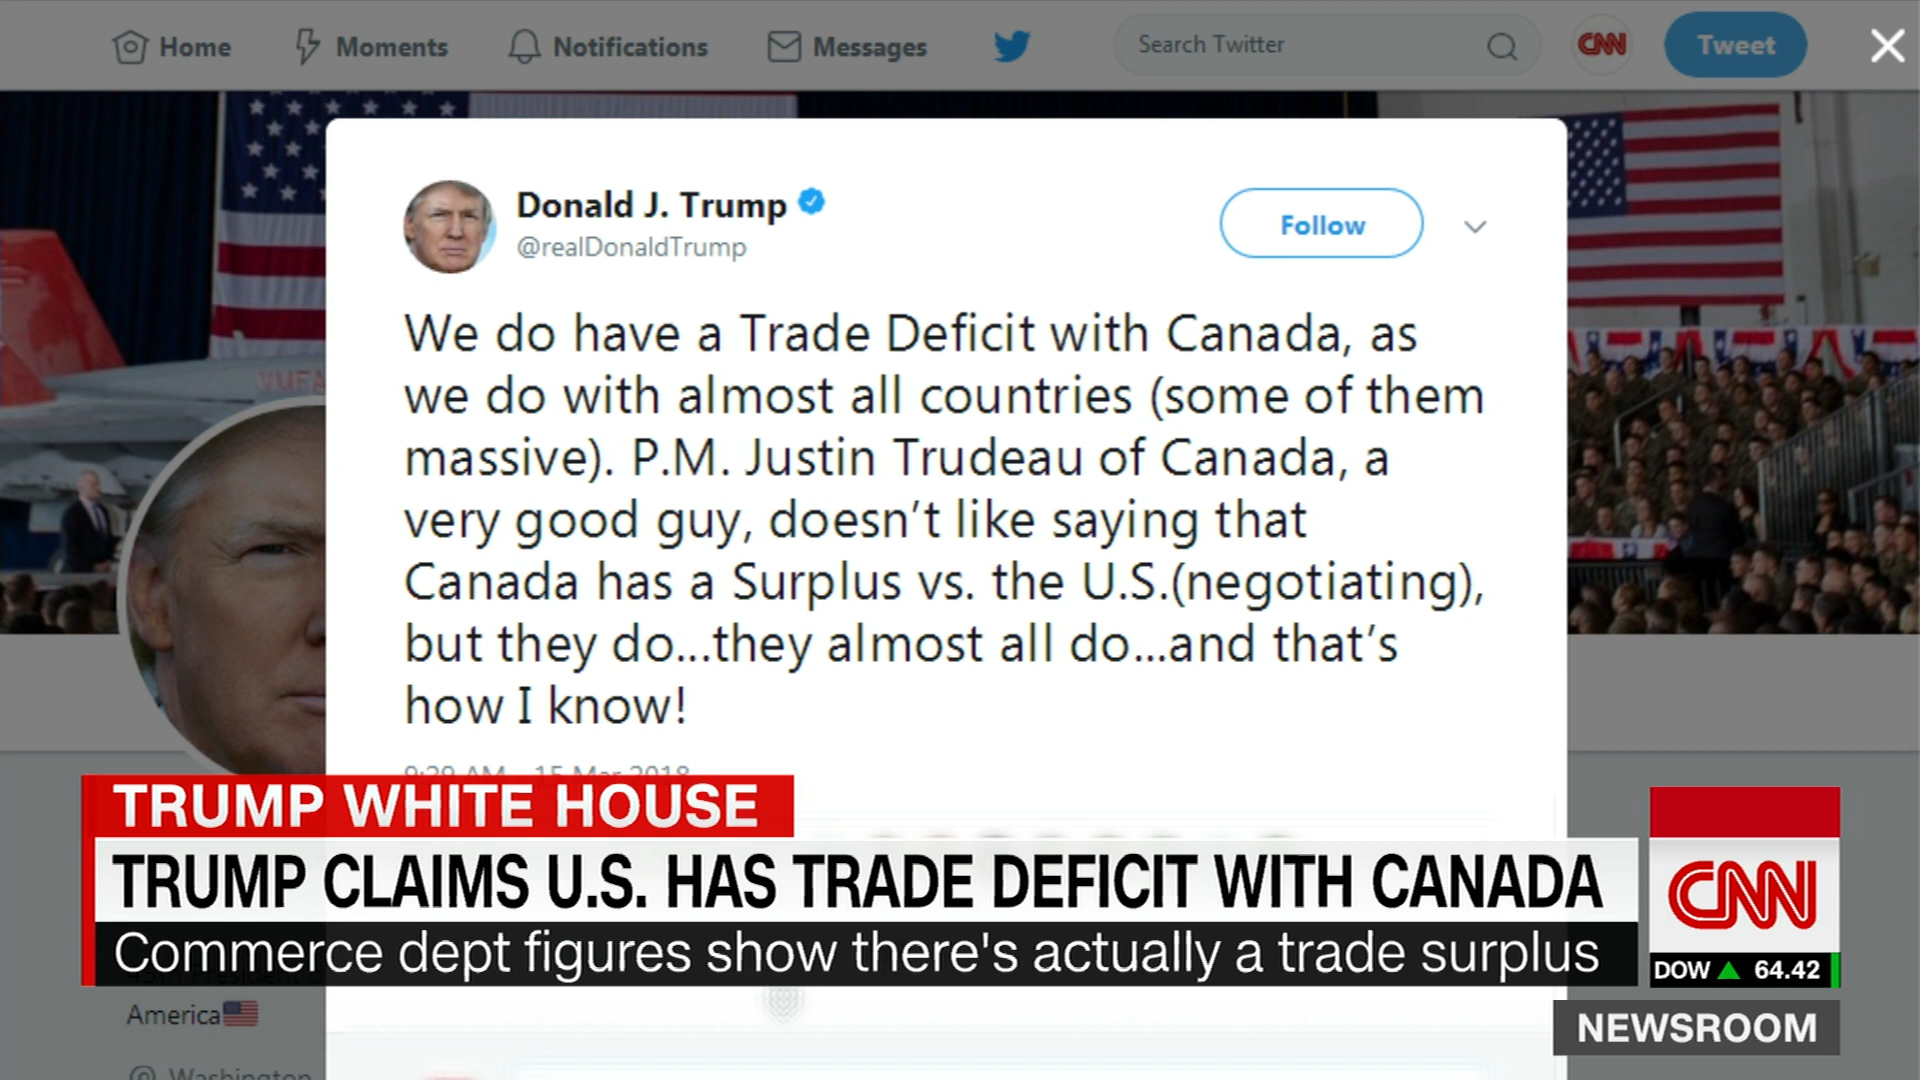 Home Moments Notifications Messages Search Twitter CNN Tweet
Donald J. Trump
@realDonaldTrump
Follow
We do have a Trade Deficit with Canada, as
we do with almost all countries (some of them
massive). P.M. Justin Trudeau of Canada, a
very good guy, doesn't like saying that
Canada has a Surplus vs. the U.S.(negotiating),
but they do...they almost all do...and that's
how I know!
15 Mar 2018
TRUMP WHITE HOUSE
TRUMP CLAIMS U.S. HAS TRADE DEFICIT WITH CANADA
Commerce dept figures show there's actually a trade surplus
CNN
DOW ▲ 64.42
America
Washington
NEWSROOM